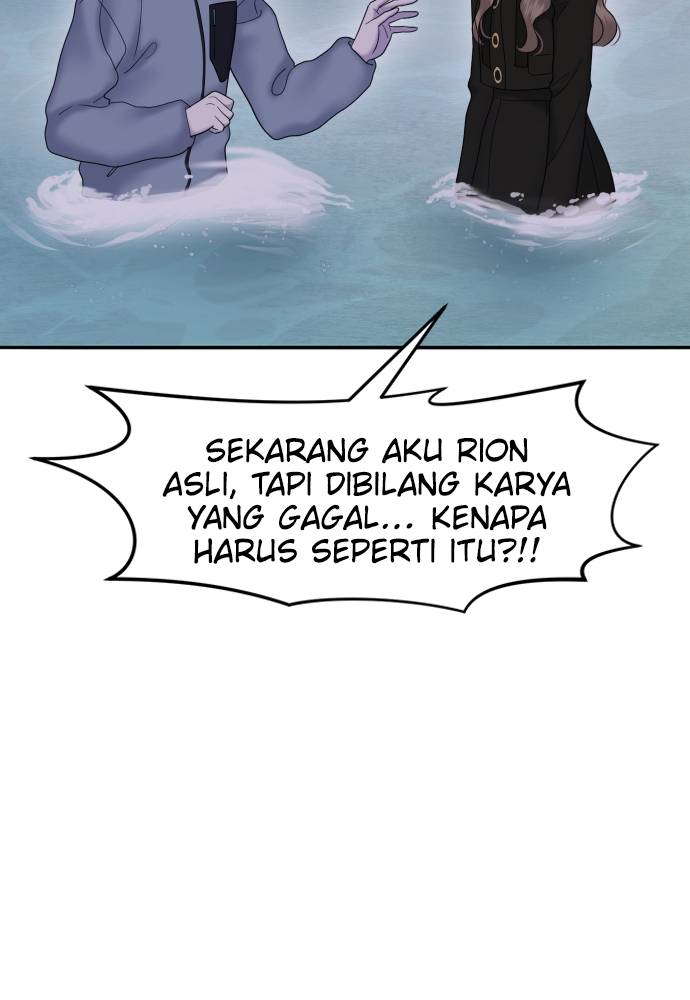 SEKARANG AKU RION
ASLI, TAPI DIBILANG KARYA
YANG GAGAL... KENAPA
HARUS SEPERTI ITU?!!